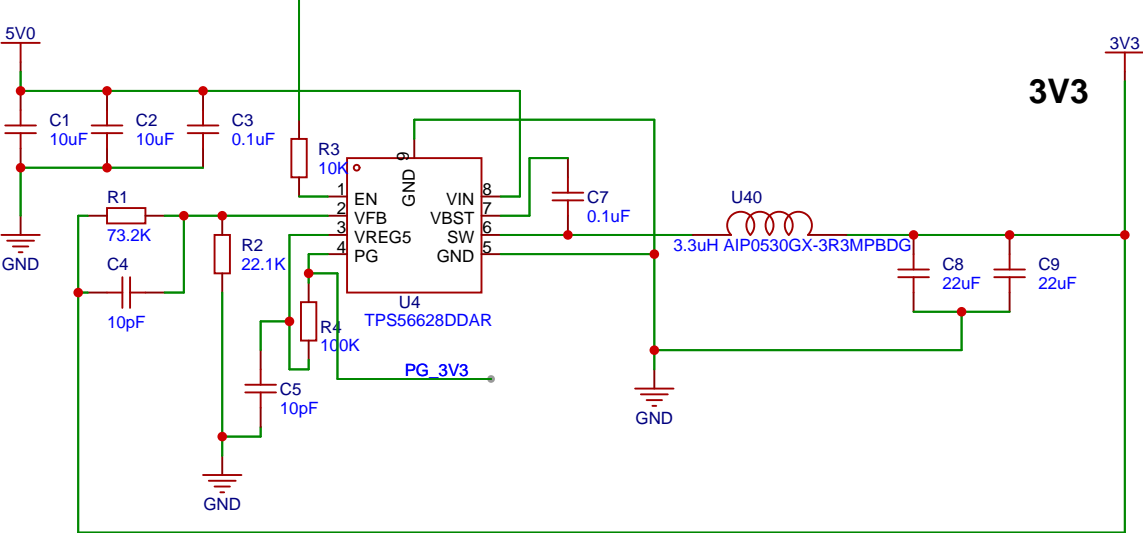 5V0
3V3
3V3
C1
10uF
C2
10uF
C3
0.1uF
R3
10K
GND 9
1
EN
2
VFB
3
VREG5
4
PG
VIN
8
VBST
7
SW
6
GND
5
U4
TPS56628DDAR
C7
0.1uF
U40
3.3uH AIP0530GX-3R3MPBDG
C8
22uF
C9
22uF
GND
R1
73.2K
C4
10pF
R2
22.1K
R4
100K
C5
10pF
PG_3V3
GND
GND